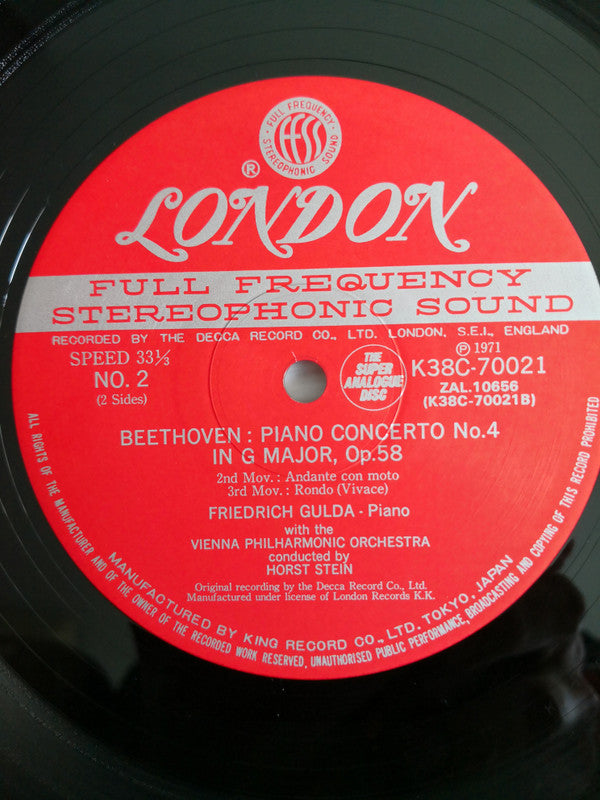 · FULL FREQUENCY ·
FFSS
STEREOPHONIC SOUND
®
LONDON
FULL FREQUENCY
STEREOPHONIC SOUND
RECORDED BY THE DECCA RECORD CO., LTD. LONDON, S.E.I., ENGLAND
SPEED 33⅓
NO. 2
(2 Sides)
THE
SUPER
ANALOGUE
DISC
Ⓟ 1971
K38C-70021
ZAL.10656
(K38C-70021B)
BEETHOVEN : PIANO CONCERTO No.4
IN G MAJOR, Op.58
2nd Mov. : Andante con moto
3rd Mov. : Rondo (Vivace)
FRIEDRICH GULDA - Piano
with the
VIENNA PHILHARMONIC ORCHESTRA
conducted by
HORST STEIN
Original recording by the Decca Record Co., Ltd.
Manufactured under license of London Records K.K.
MANUFACTURED BY KING RECORD CO., LTD. TOKYO, JAPAN
ALL RIGHTS OF THE MANUFACTURER AND OF THE OWNER OF THE RECORDED WORK RESERVED, UNAUTHORISED PUBLIC PERFORMANCE, BROADCASTING AND COPYING OF THIS RECORD PROHIBITED